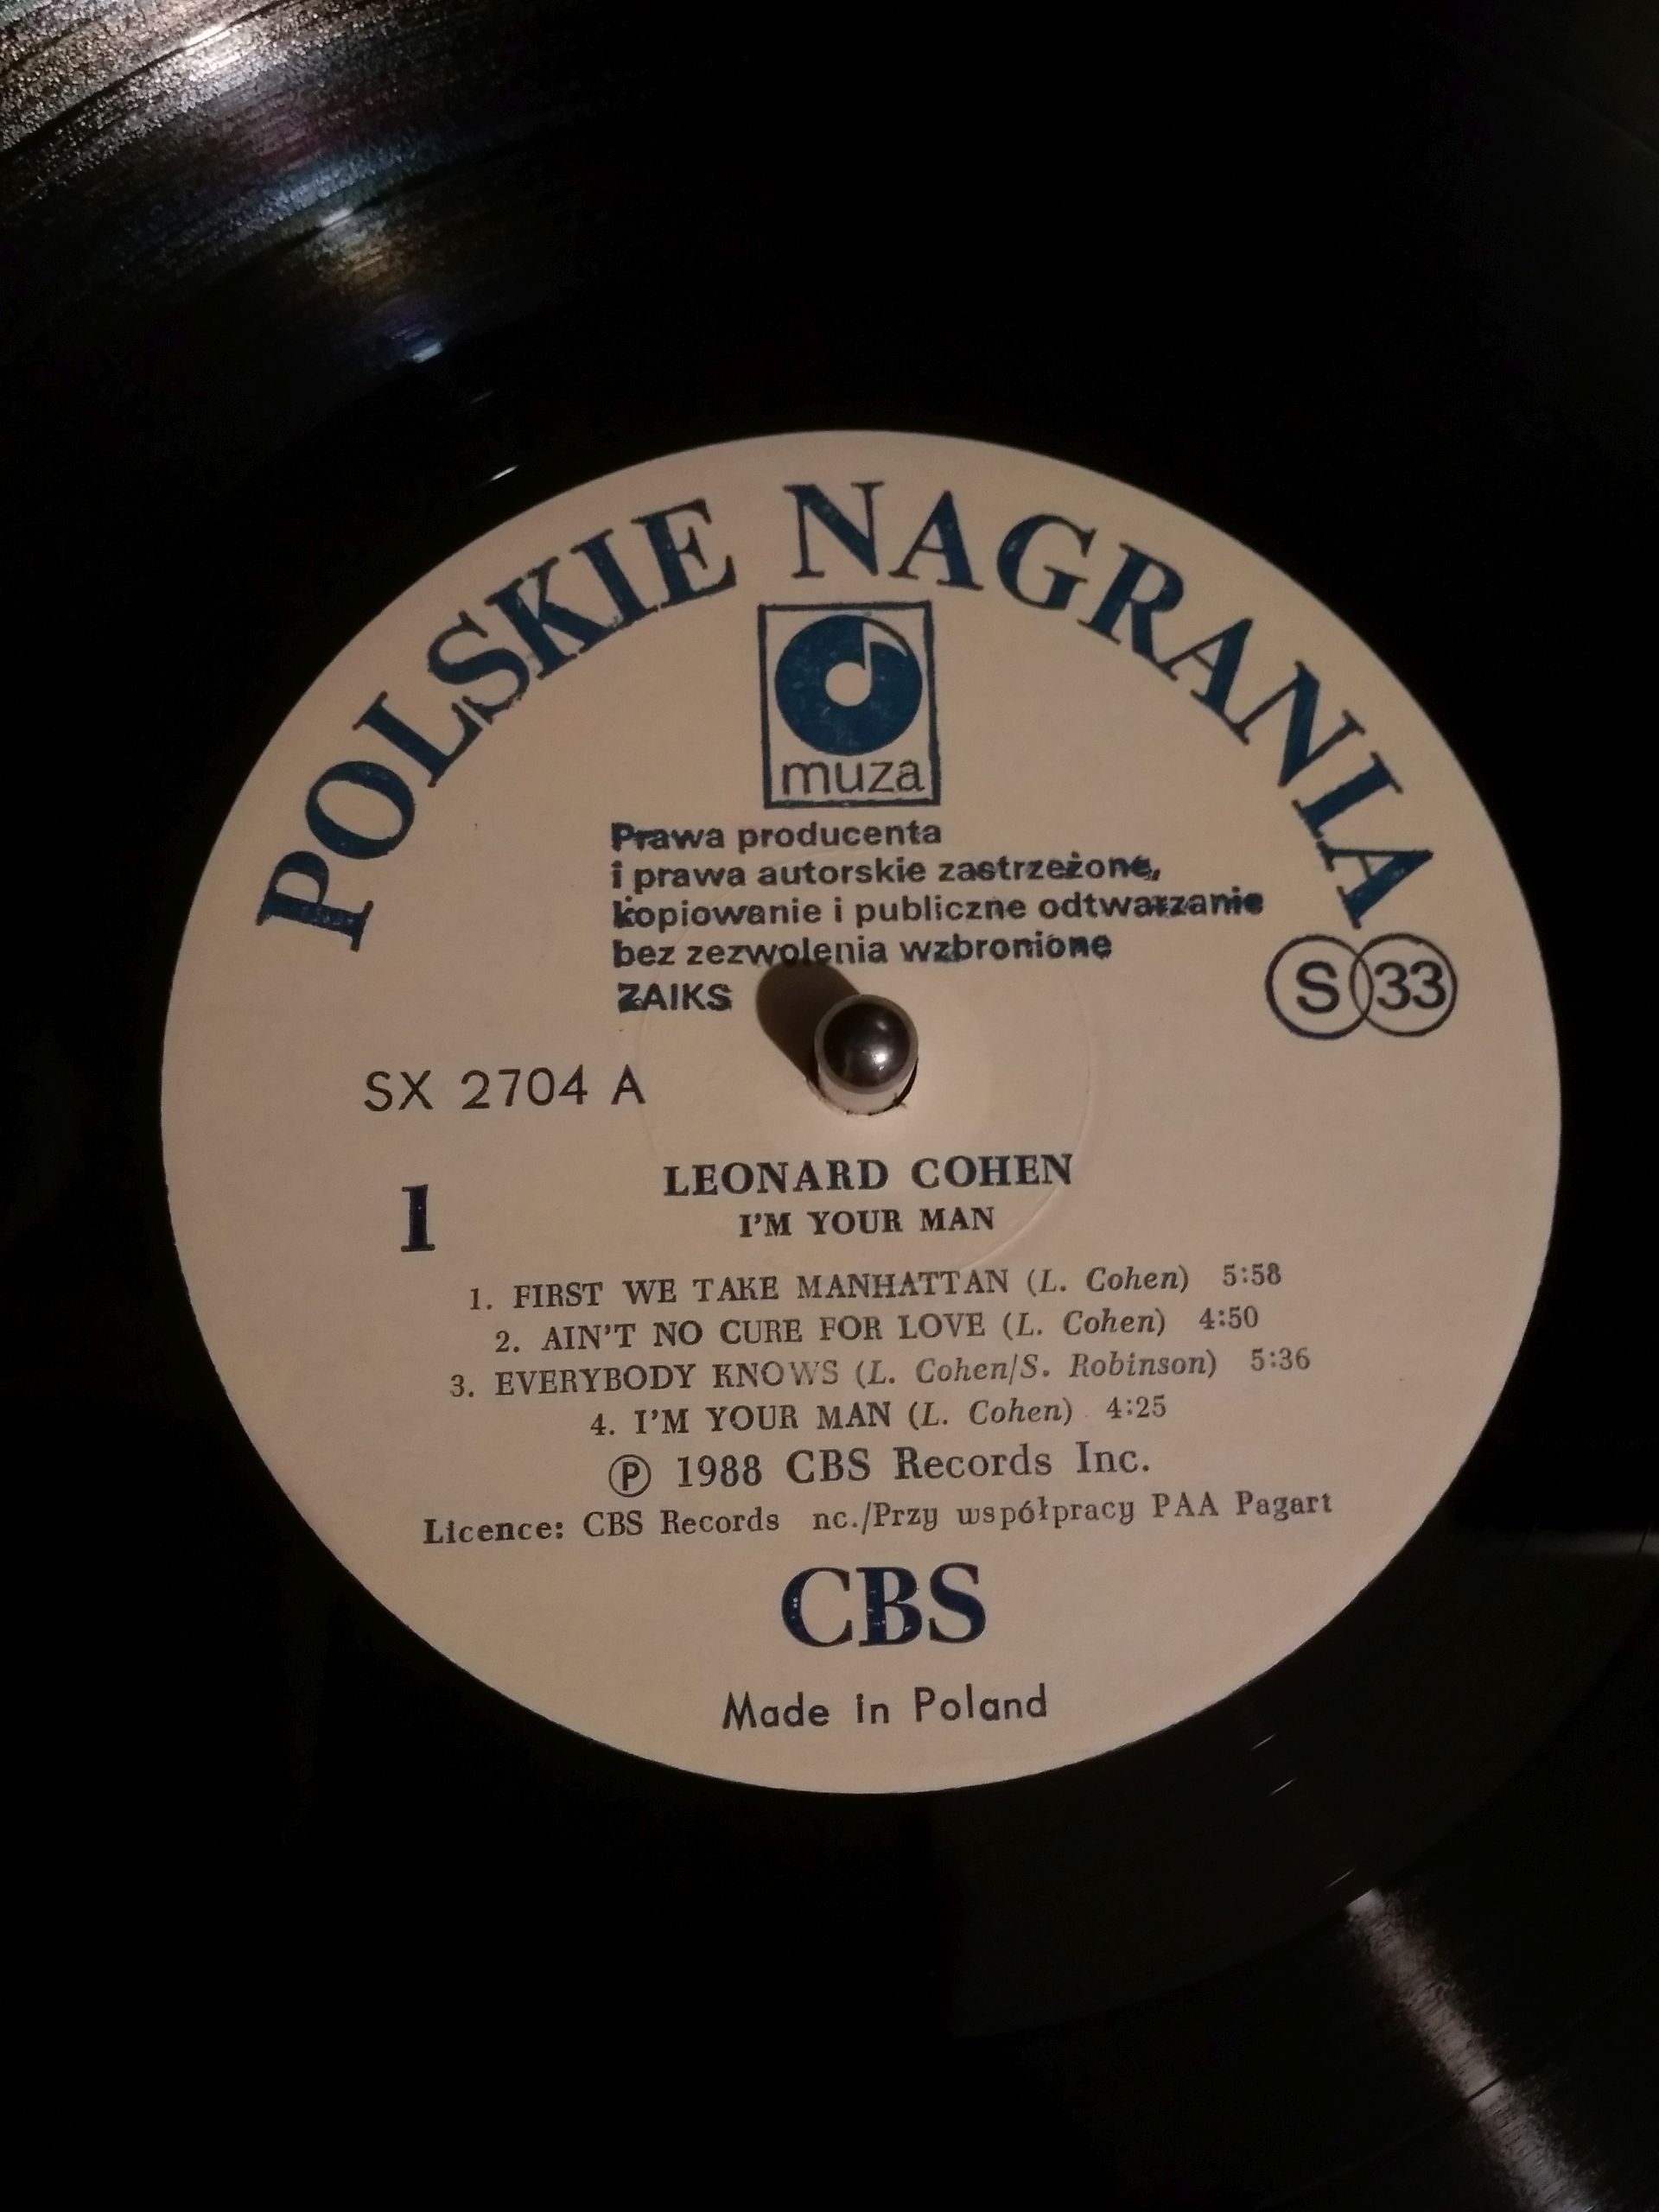 POLSKIE NAGRANIA
muza
Prawa producenta
i prawa autorskie zastrzeżone,
kopiowanie i publiczne odtwarzanie
bez zezwolenia wzbronione
ZAIKS
S 33
SX 2704 A
1
LEONARD COHEN
I'M YOUR MAN
1. FIRST WE TAKE MANHATTAN (L. Cohen) 5:58
2. AIN'T NO CURE FOR LOVE (L. Cohen) 4:50
3. EVERYBODY KNOWS (L. Cohen/S. Robinson) 5:36
4. I'M YOUR MAN (L. Cohen) 4:25
Ⓟ 1988 CBS Records Inc.
Licence: CBS Records nc./Przy współpracy PAA Pagart
CBS
Made in Poland